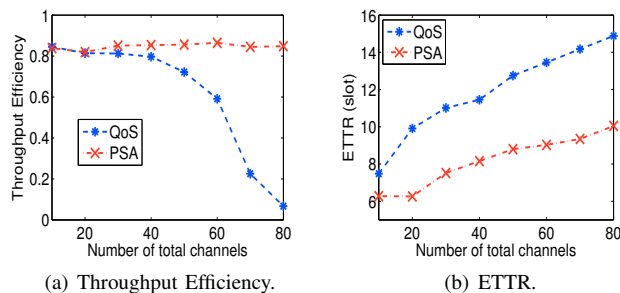 1
0.8
0.6
0.4
0.2
0
Throughput Efficiency
QoS
PSA
20 40 60 80
Number of total channels
(a) Throughput Efficiency.
16
14
12
10
8
6
ETTR (slot)
QoS
PSA
20 40 60 80
Number of total channels
(b) ETTR.